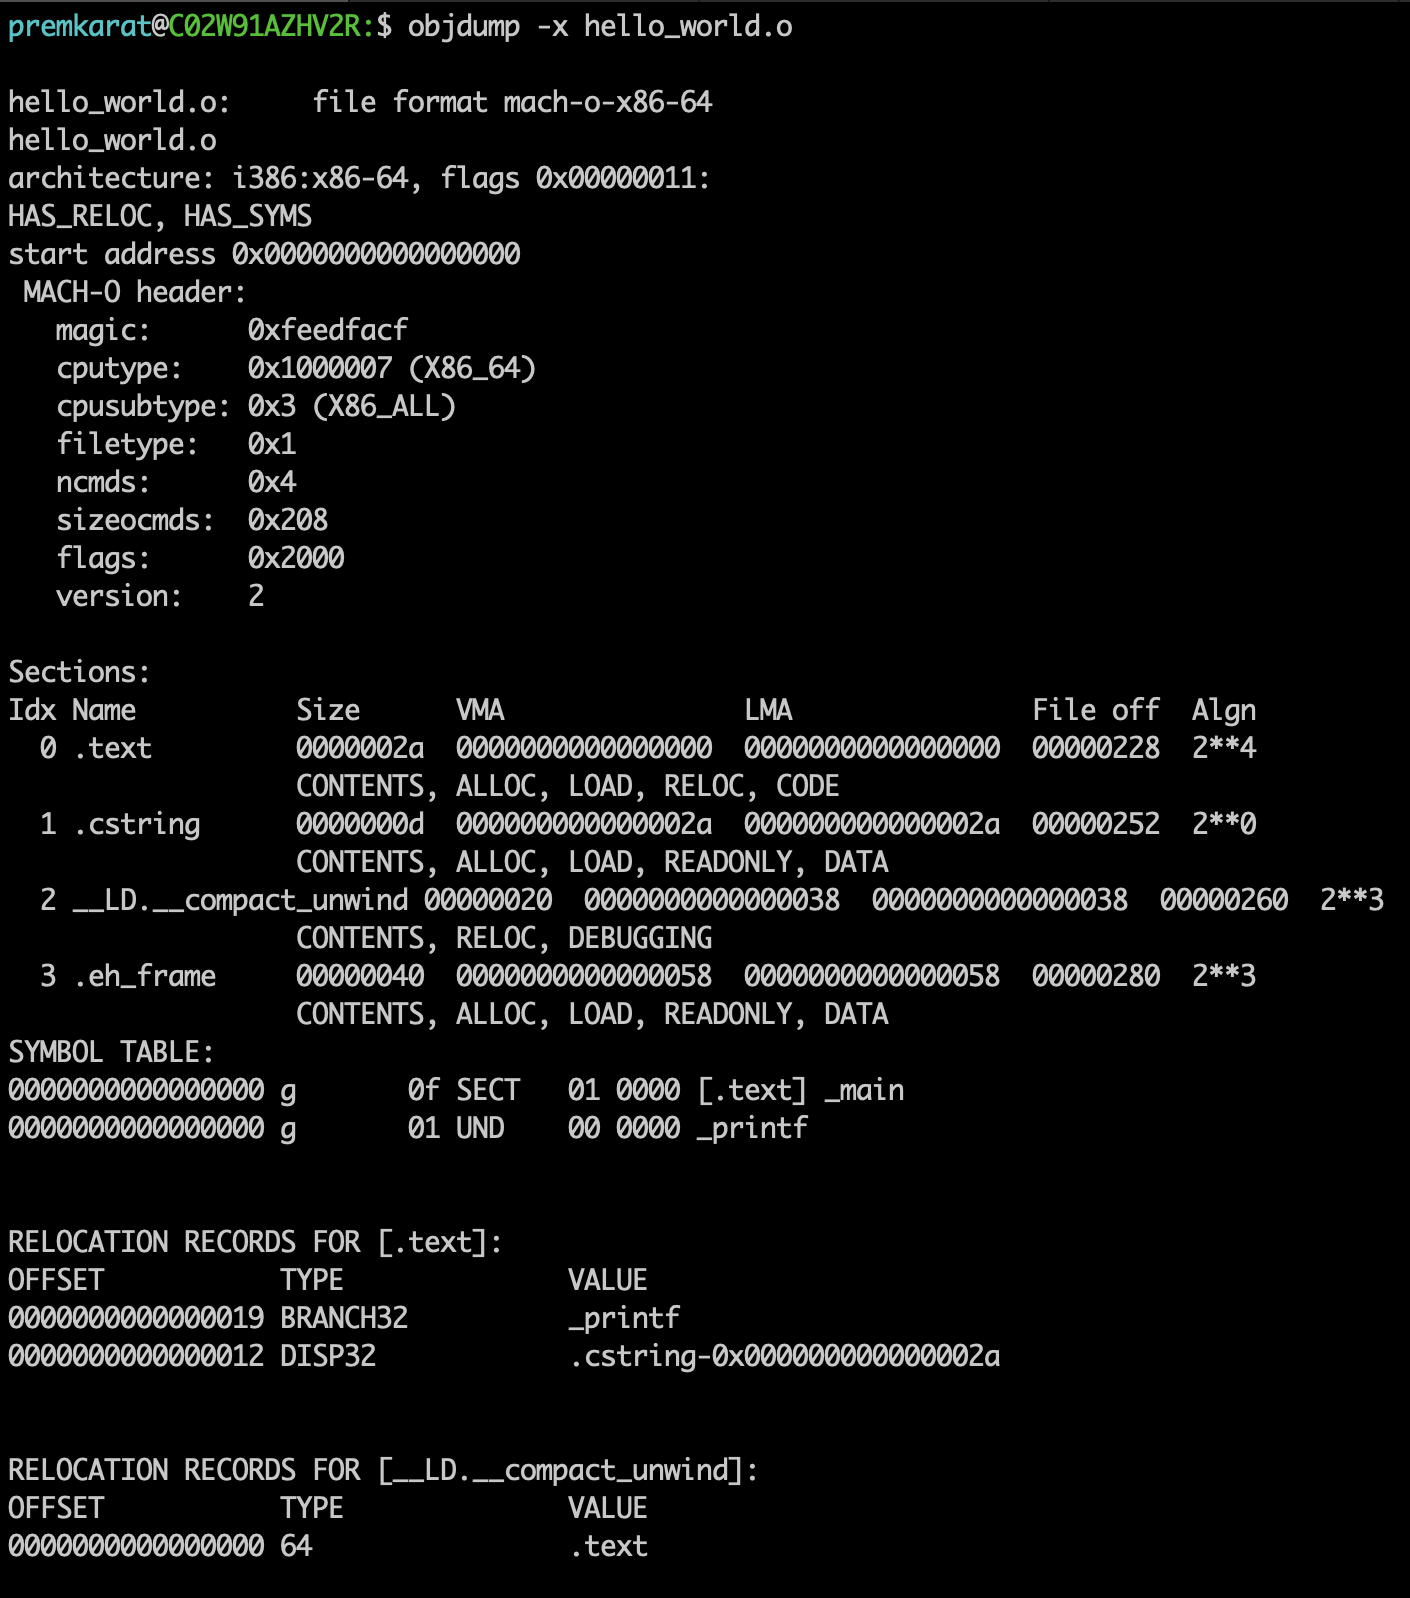 premkarat@C02W91AZHV2R:$ objdump -x hello_world.o
hello_world.o:     file format mach-o-x86-64
hello_world.o
architecture: i386:x86-64, flags 0x00000011:
HAS_RELOC, HAS_SYMS
start address 0x0000000000000000
 MACH-O header:
   magic:      0xfeedfacf
   cputype:    0x1000007 (X86_64)
   cpusubtype: 0x3 (X86_ALL)
   filetype:   0x1
   ncmds:      0x4
   sizeocmds:  0x208
   flags:      0x2000
   version:    2
Sections:
Idx Name          Size      VMA               LMA               File off  Algn
  0 .text         0000002a  0000000000000000  0000000000000000  00000228  2**4
                  CONTENTS, ALLOC, LOAD, RELOC, CODE
  1 .cstring      0000000d  000000000000002a  000000000000002a  00000252  2**0
                  CONTENTS, ALLOC, LOAD, READONLY, DATA
  2 __LD.__compact_unwind 00000020  0000000000000038  0000000000000038  00000260  2**3
                  CONTENTS, RELOC, DEBUGGING
  3 .eh_frame     00000040  0000000000000058  0000000000000058  00000280  2**3
                  CONTENTS, ALLOC, LOAD, READONLY, DATA
SYMBOL TABLE:
0000000000000000 g       0f SECT   01 0000 [.text] _main
0000000000000000 g       01 UND    00 0000 _printf
RELOCATION RECORDS FOR [.text]:
OFFSET           TYPE              VALUE
0000000000000019 BRANCH32          _printf
0000000000000012 DISP32            .cstring-0x000000000000002a
RELOCATION RECORDS FOR [__LD.__compact_unwind]:
OFFSET           TYPE              VALUE
0000000000000000 64                .text